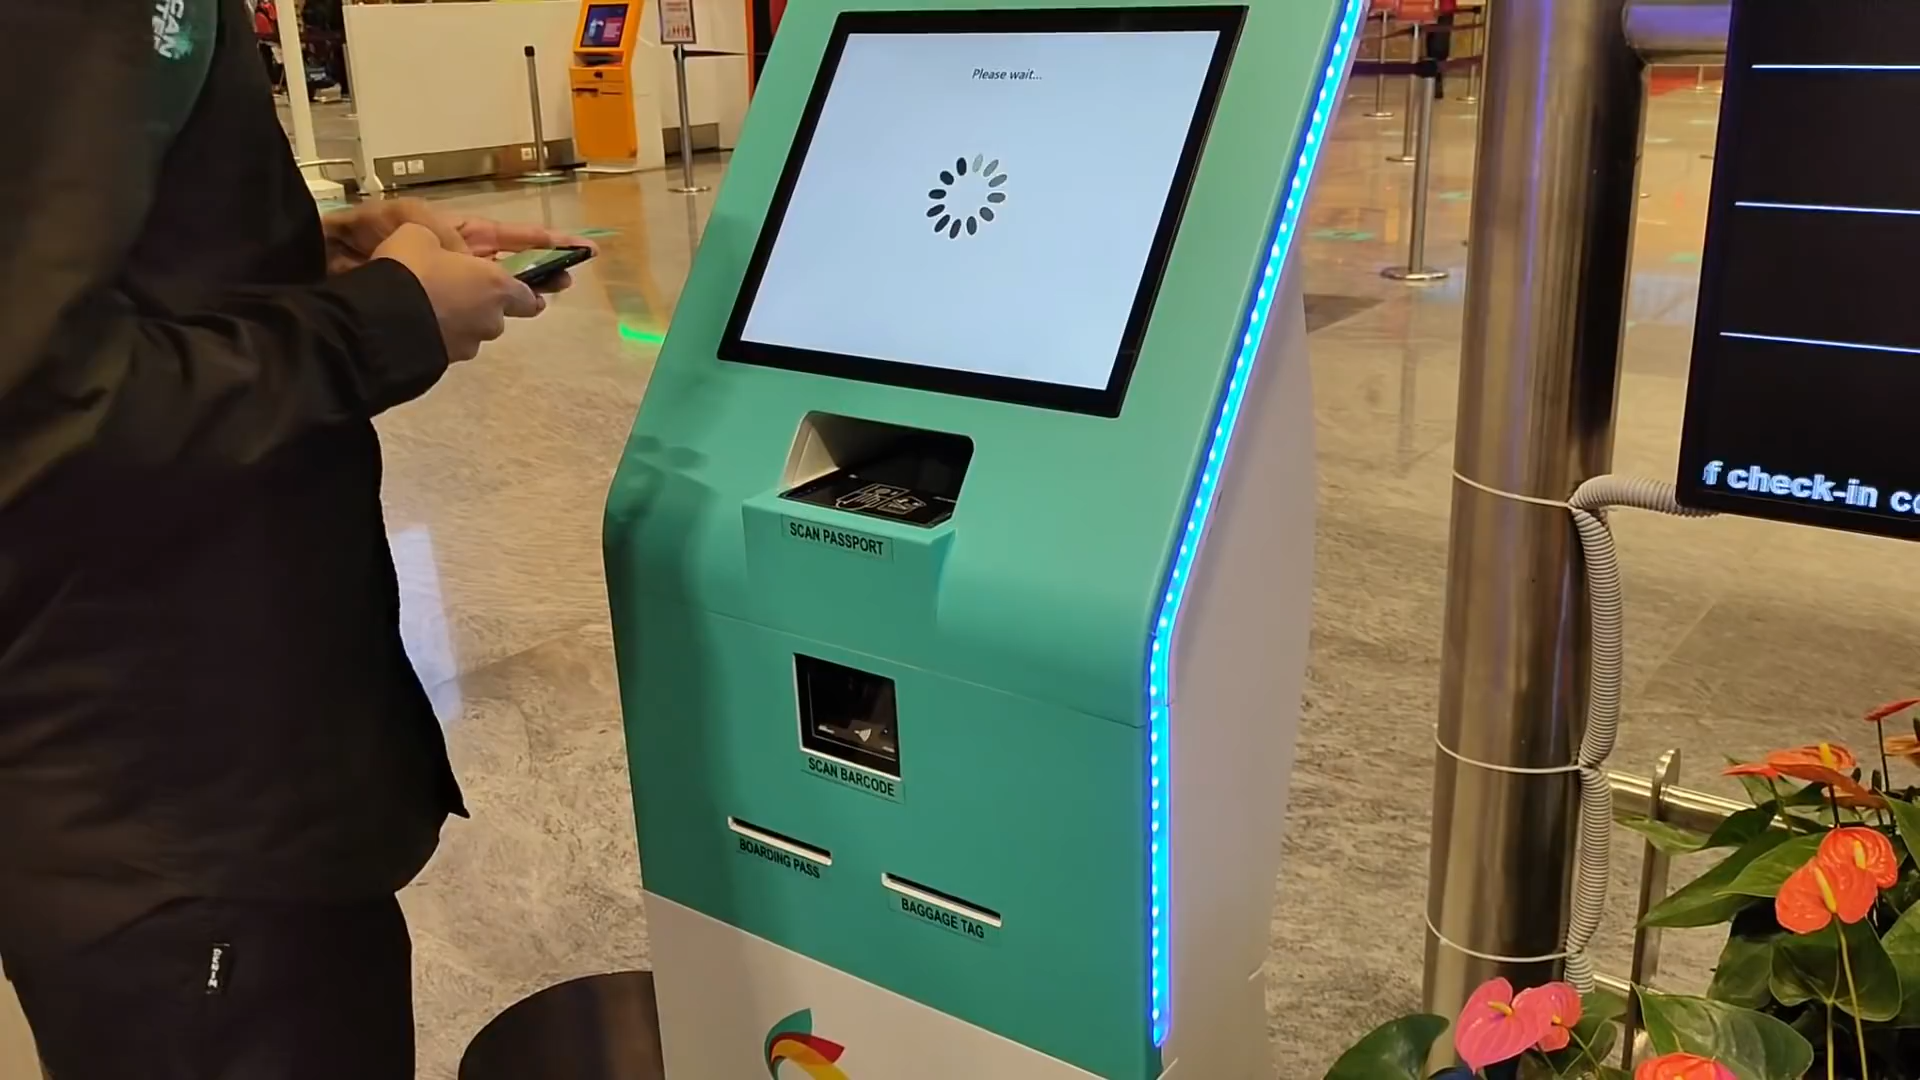 Please wait...
SCAN PASSPORT
SCAN BARCODE
BOARDING PASS
BAGGAGE TAG
f check-in